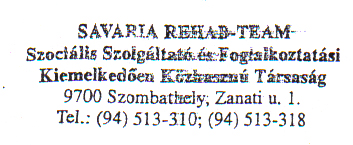 SAVARIA REHAB-TEAM
Szociális Szolgáltató és Foglalkoztatási
Kiemelkedően Közhasznú Társaság
9700 Szombathely, Zanati u. 1.
Tel.: (94) 513-310; (94) 513-318